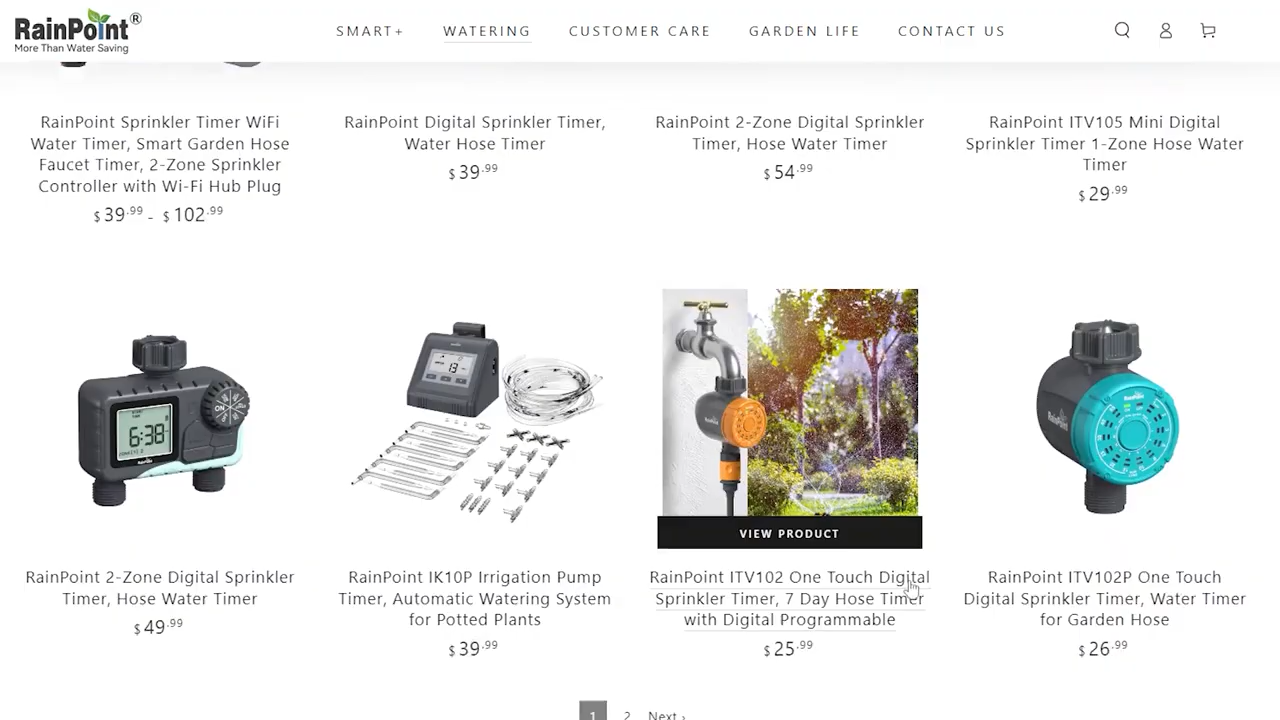 RainPoint®
More Than Water Saving
SMART+
WATERING
CUSTOMER CARE
GARDEN LIFE
CONTACT US
RainPoint Sprinkler Timer WiFi
Water Timer, Smart Garden Hose
Faucet Timer, 2-Zone Sprinkler
Controller with Wi-Fi Hub Plug
$39.99 - $102.99
RainPoint Digital Sprinkler Timer,
Water Hose Timer
$39.99
RainPoint 2-Zone Digital Sprinkler
Timer, Hose Water Timer
$54.99
RainPoint ITV105 Mini Digital
Sprinkler Timer 1-Zone Hose Water
Timer
$29.99
6:38
ON
RainPoint
13
VIEW PRODUCT
RainPoint
RainPoint 2-Zone Digital Sprinkler
Timer, Hose Water Timer
$49.99
RainPoint IK10P Irrigation Pump
Timer, Automatic Watering System
for Potted Plants
$39.99
RainPoint ITV102 One Touch Digital
Sprinkler Timer, 7 Day Hose Timer
with Digital Programmable
$25.99
RainPoint ITV102P One Touch
Digital Sprinkler Timer, Water Timer
for Garden Hose
$26.99
1
2
Next ›